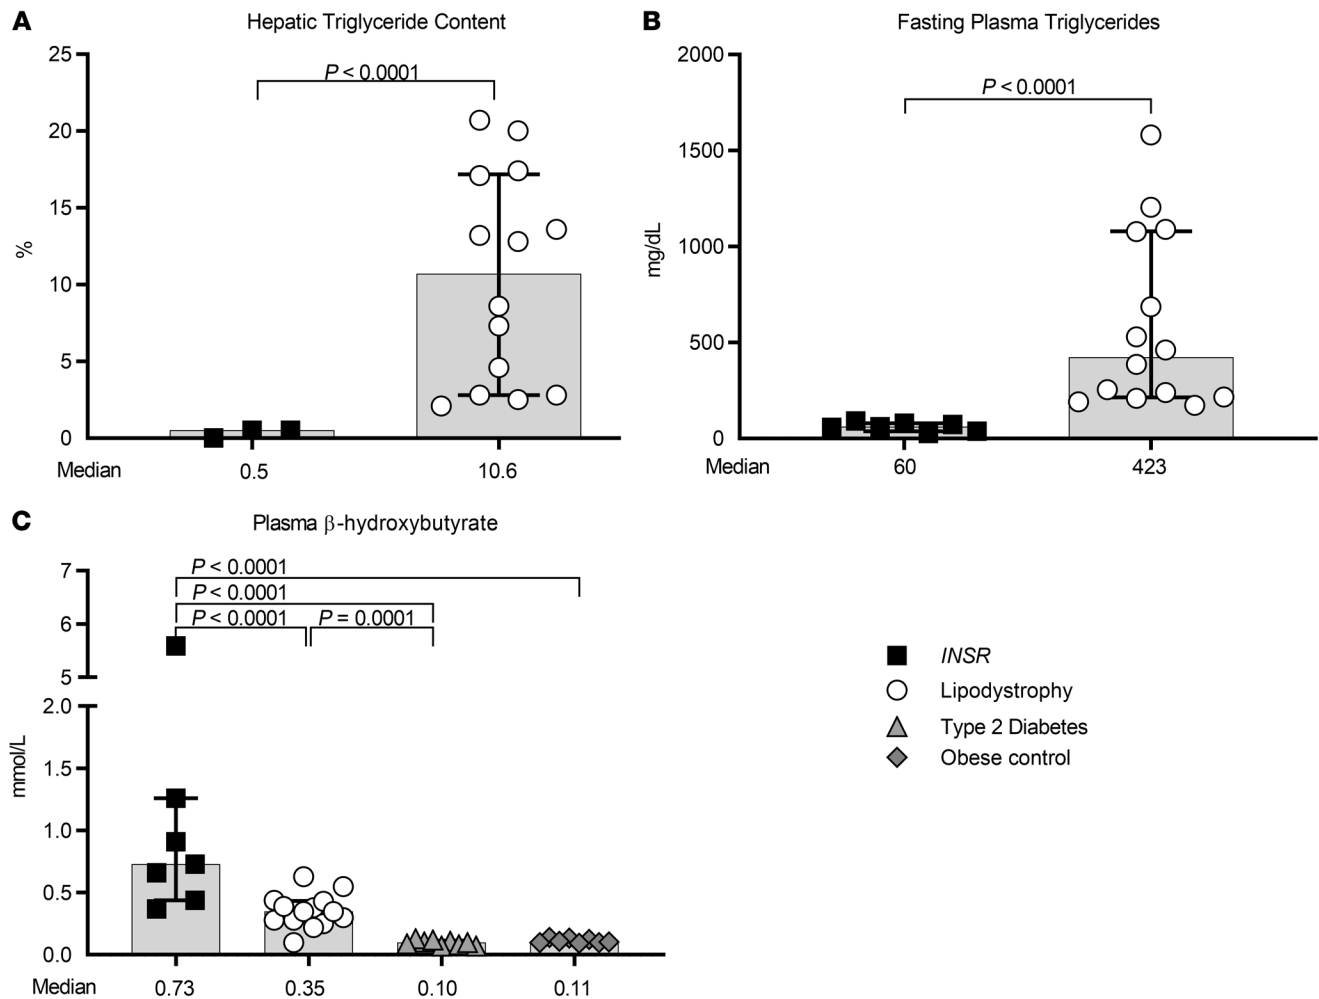 A
Hepatic Triglyceride Content
25
20
15
10
5
0
%
P < 0.0001
Median
0.5
10.6
B
Fasting Plasma Triglycerides
2000
1500
1000
500
0
mg/dL
P < 0.0001
Median
60
423
C
Plasma β-hydroxybutyrate
7
6
5
2.0
1.5
1.0
0.5
0.0
mmol/L
P < 0.0001
P < 0.0001
P < 0.0001
P = 0.0001
Median
0.73
0.35
0.10
0.11
INSR
Lipodystrophy
Type 2 Diabetes
Obese control